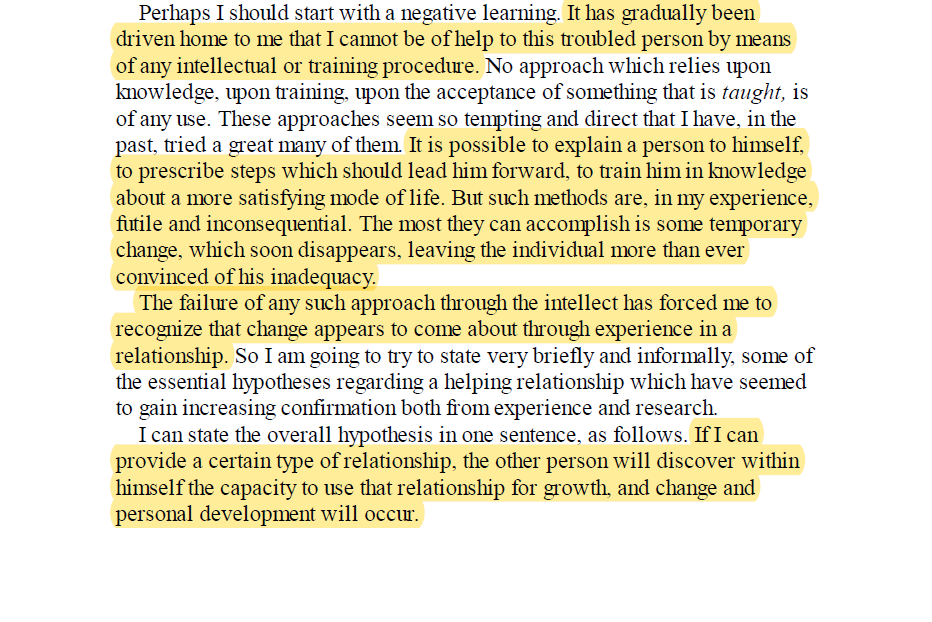 Perhaps I should start with a negative learning. It has gradually been
driven home to me that I cannot be of help to this troubled person by means
of any intellectual or training procedure. No approach which relies upon
knowledge, upon training, upon the acceptance of something that is taught, is
of any use. These approaches seem so tempting and direct that I have, in the
past, tried a great many of them. It is possible to explain a person to himself,
to prescribe steps which should lead him forward, to train him in knowledge
about a more satisfying mode of life. But such methods are, in my experience,
futile and inconsequential. The most they can accomplish is some temporary
change, which soon disappears, leaving the individual more than ever
convinced of his inadequacy.
The failure of any such approach through the intellect has forced me to
recognize that change appears to come about through experience in a
relationship. So I am going to try to state very briefly and informally, some of
the essential hypotheses regarding a helping relationship which have seemed
to gain increasing confirmation both from experience and research.
I can state the overall hypothesis in one sentence, as follows. If I can
provide a certain type of relationship, the other person will discover within
himself the capacity to use that relationship for growth, and change and
personal development will occur.